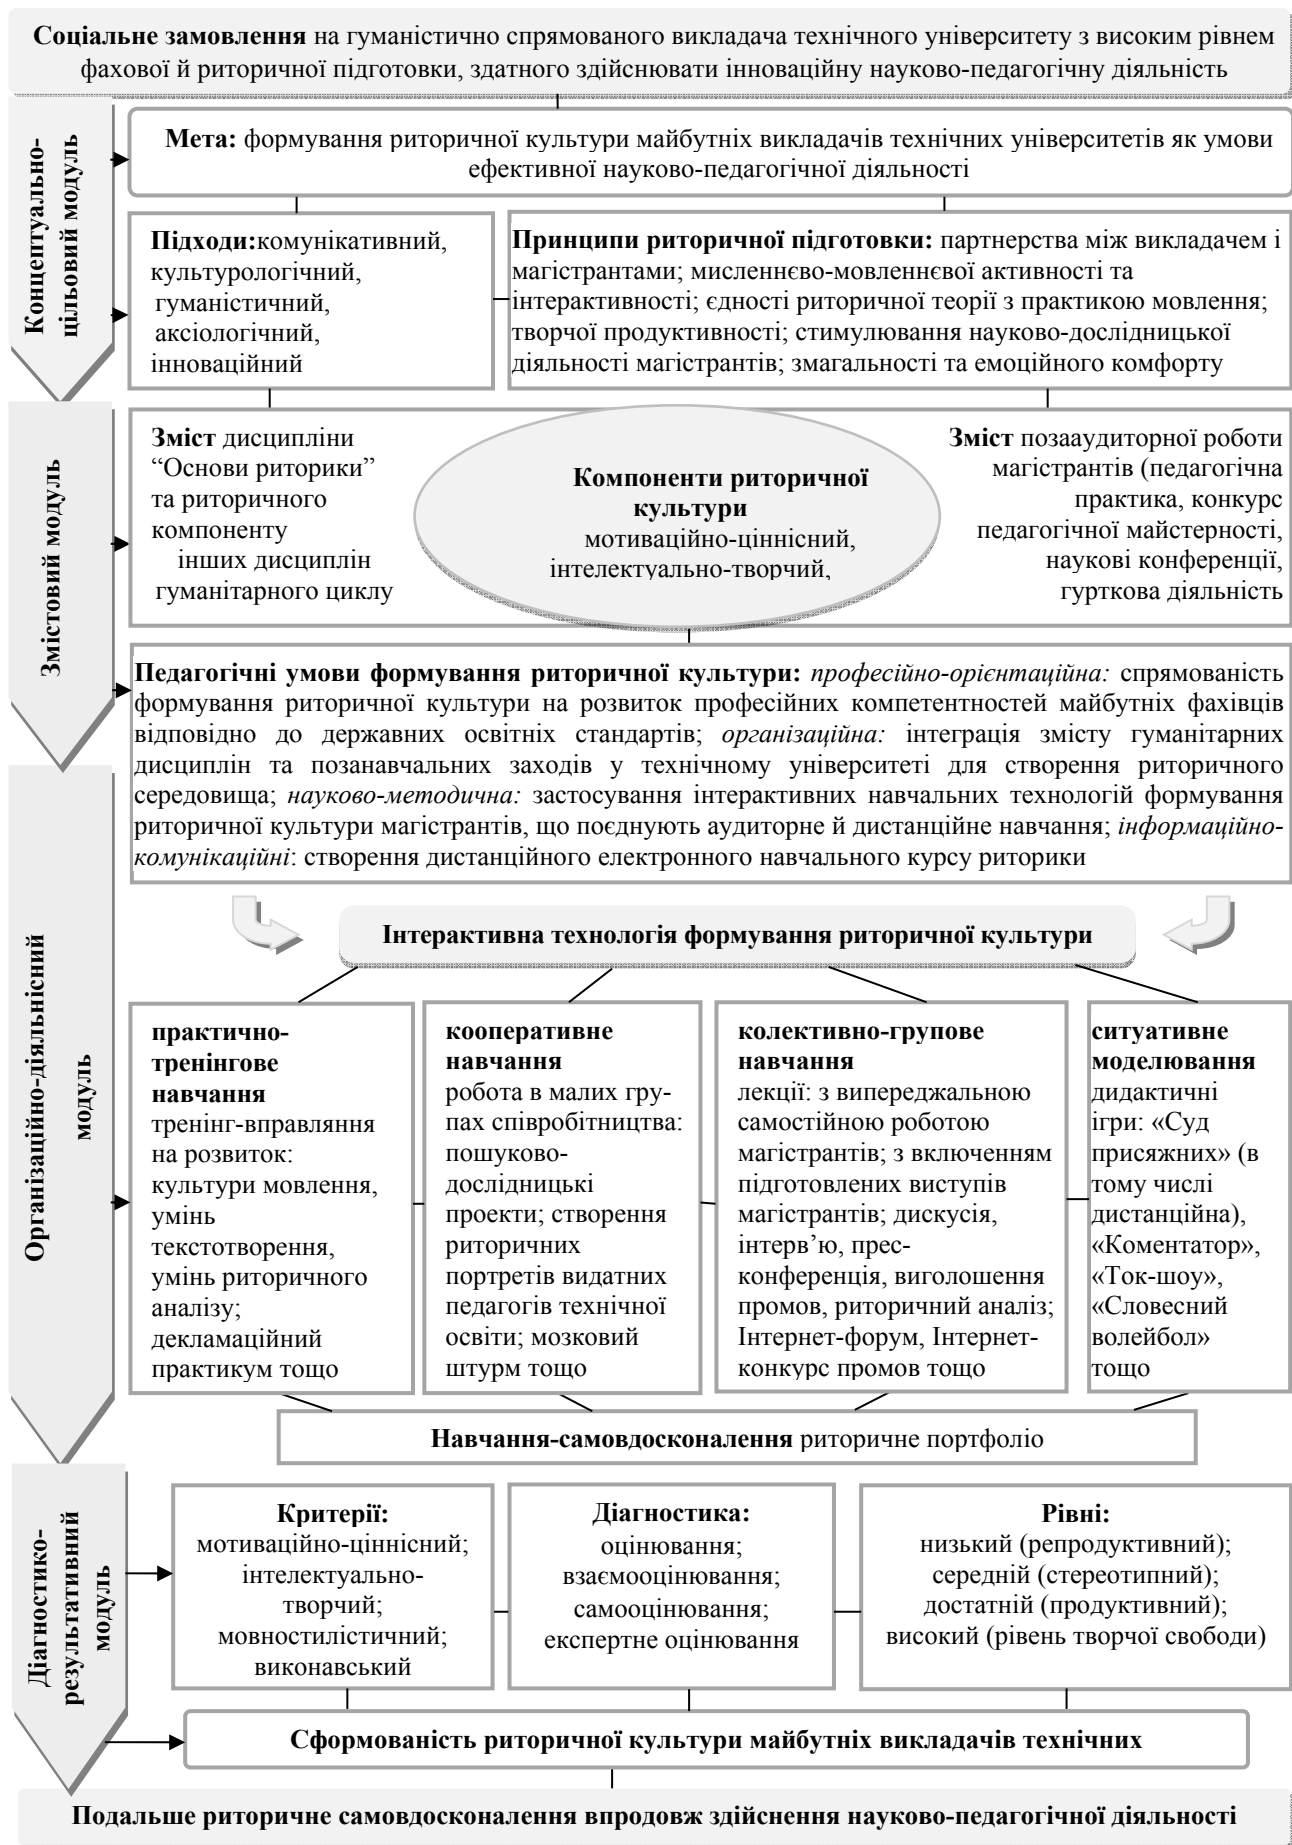 Соціальне замовлення на гуманістично спрямованого викладача технічного університету з високим рівнем
фахової й риторичної підготовки, здатного здійснювати інноваційну науково-педагогічну діяльність
Концептуально-
цільовий модуль
Мета: формування риторичної культури майбутніх викладачів технічних університетів як умови
ефективної науково-педагогічної діяльності
Підходи:комунікативний,
культурологічний,
гуманістичний,
аксіологічний,
інноваційний
Принципи риторичної підготовки: партнерства між викладачем і
магістрантами; мисленнєво-мовленнєвої активності та
інтерактивності; єдності риторичної теорії з практикою мовлення;
творчої продуктивності; стимулювання науково-дослідницької
діяльності магістрантів; змагальності та емоційного комфорту
Змістовий модуль
Зміст дисципліни
“Основи риторики”
та риторичного
компоненту
інших дисциплін
гуманітарного циклу
Компоненти риторичної
культури
мотиваційно-ціннісний,
інтелектуально-творчий,
Зміст позааудиторної роботи
магістрантів (педагогічна
практика, конкурс
педагогічної майстерності,
наукові конференції,
гурткова діяльність
Педагогічні умови формування риторичної культури: професійно-орієнтаційна: спрямованість
формування риторичної культури на розвиток професійних компетентностей майбутніх фахівців
відповідно до державних освітніх стандартів; організаційна: інтеграція змісту гуманітарних
дисциплін та позанавчальних заходів у технічному університеті для створення риторичного
середовища; науково-методична: застосування інтерактивних навчальних технологій формування
риторичної культури магістрантів, що поєднують аудиторне й дистанційне навчання; інформаційно-
комунікаційні: створення дистанційного електронного навчального курсу риторики
Організаційно-діяльнісний
модуль
Інтерактивна технологія формування риторичної культури
практично-
тренінгове
навчання
тренінг-вправляння
на розвиток:
культури мовлення,
умінь
текстотворення,
умінь риторичного
аналізу;
декламаційний
практикум тощо
кооперативне
навчання
робота в малих гру-
пах співробітництва:
пошуково-
дослідницькі
проекти; створення
риторичних
портретів видатних
педагогів технічної
освіти; мозковий
штурм тощо
колективно-групове
навчання
лекції: з випереджальною
самостійною роботою
магістрантів; з включенням
підготовлених виступів
магістрантів; дискусія,
інтерв’ю, прес-
конференція, виголошення
промов, риторичний аналіз;
Інтернет-форум, Інтернет-
конкурс промов тощо
ситуативне
моделювання
дидактичні
ігри: «Суд
присяжних» (в
тому числі
дистанційна),
«Коментатор»,
«Ток-шоу»,
«Словесний
волейбол»
тощо
Навчання-самовдосконалення риторичне портфоліо
Діагностико-
результативний
модуль
Критерії:
мотиваційно-ціннісний;
інтелектуально-
творчий;
мовностилістичний;
виконавський
Діагностика:
оцінювання;
взаємооцінювання;
самооцінювання;
експертне оцінювання
Рівні:
низький (репродуктивний);
середній (стереотипний);
достатній (продуктивний);
високий (рівень творчої свободи)
Сформованість риторичної культури майбутніх викладачів технічних
Подальше риторичне самовдосконалення впродовж здійснення науково-педагогічної діяльності